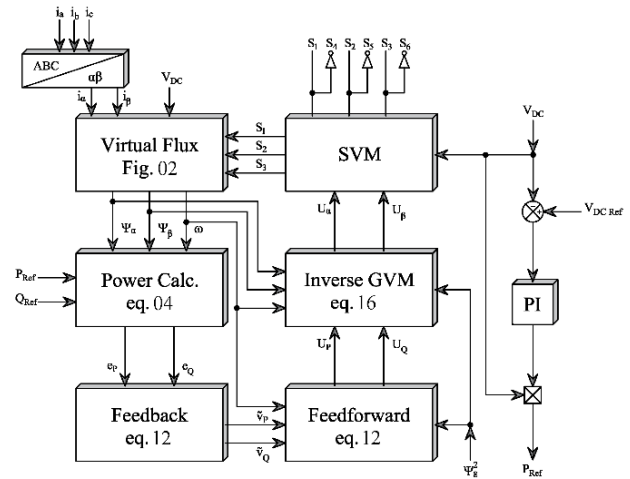 ia ib ic
ABC
αβ
iα iβ
VDC
S1 S4 S2 S5 S3 S6
Virtual Flux
Fig. 02
S1
S2
S3
SVM
VDC
- +
VDC Ref
Ψα Ψβ ω
Uα Uβ
PRef
QRef
Power Calc.
eq. 04
Inverse GVM
eq. 16
PI
eP eQ
UP UQ
Feedback
eq. 12
ṽP
ṽQ
Feedforward
eq. 12
PRef